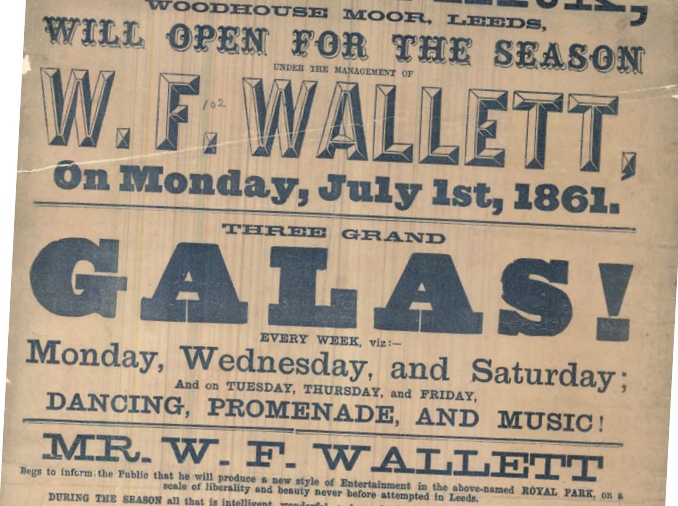 WOODHOUSE MOOR, LEEDS,
WILL OPEN FOR THE SEASON
UNDER THE MANAGEMENT OF
102
W. F. WALLETT,
On Monday, July 1st, 1861.
THREE GRAND
GALAS!
EVERY WEEK, viz:—
Monday, Wednesday, and Saturday;
And on TUESDAY, THURSDAY, and FRIDAY,
DANCING, PROMENADE, AND MUSIC!
MR. W. F. WALLETT
Begs to inform the Public that he will produce a new style of Entertainment in the above-named ROYAL PARK, on a
scale of liberality and beauty never before attempted in Leeds.
DURING THE SEASON all that is intelligent,